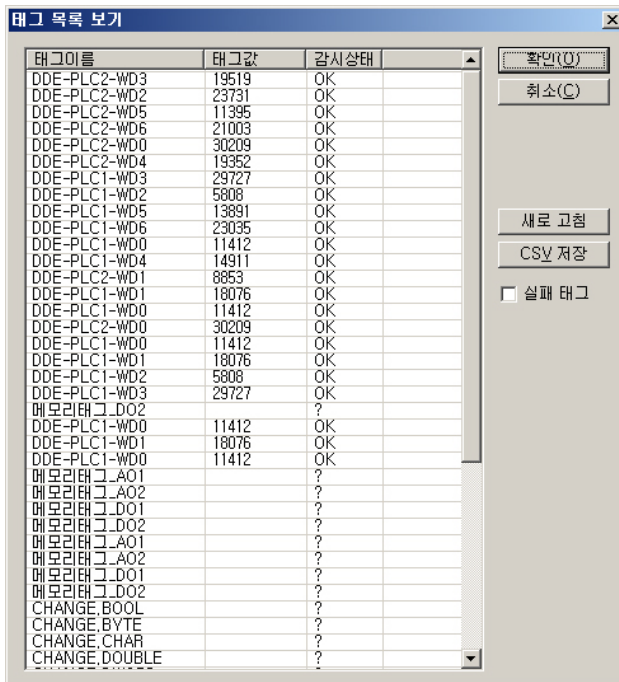 태그 목록 보기
태그이름 태그값 감시상태
DDE-PLC2-WD3 19519 OK
DDE-PLC2-WD2 23731 OK
DDE-PLC2-WD5 11395 OK
DDE-PLC2-WD6 21003 OK
DDE-PLC2-WD0 30209 OK
DDE-PLC2-WD4 19352 OK
DDE-PLC1-WD3 29727 OK
DDE-PLC1-WD2 5808 OK
DDE-PLC1-WD5 13891 OK
DDE-PLC1-WD6 23035 OK
DDE-PLC1-WD0 11412 OK
DDE-PLC1-WD4 14911 OK
DDE-PLC2-WD1 8853 OK
DDE-PLC1-WD1 18076 OK
DDE-PLC1-WD0 11412 OK
DDE-PLC2-WD0 30209 OK
DDE-PLC1-WD0 11412 OK
DDE-PLC1-WD1 18076 OK
DDE-PLC1-WD2 5808 OK
DDE-PLC1-WD3 29727 OK
메모리태그_DO2 ?
DDE-PLC1-WD0 11412 OK
DDE-PLC1-WD1 18076 OK
DDE-PLC1-WD0 11412 OK
메모리태그_AO1 ?
메모리태그_AO2 ?
메모리태그_DO1 ?
메모리태그_DO2 ?
메모리태그_AO1 ?
메모리태그_AO2 ?
메모리태그_DO1 ?
메모리태그_DO2 ?
CHANGE,BOOL ?
CHANGE,BYTE ?
CHANGE,CHAR ?
CHANGE,DOUBLE ?
확인(O)
취소(C)
새로 고침
CSV 저장
실패 태그